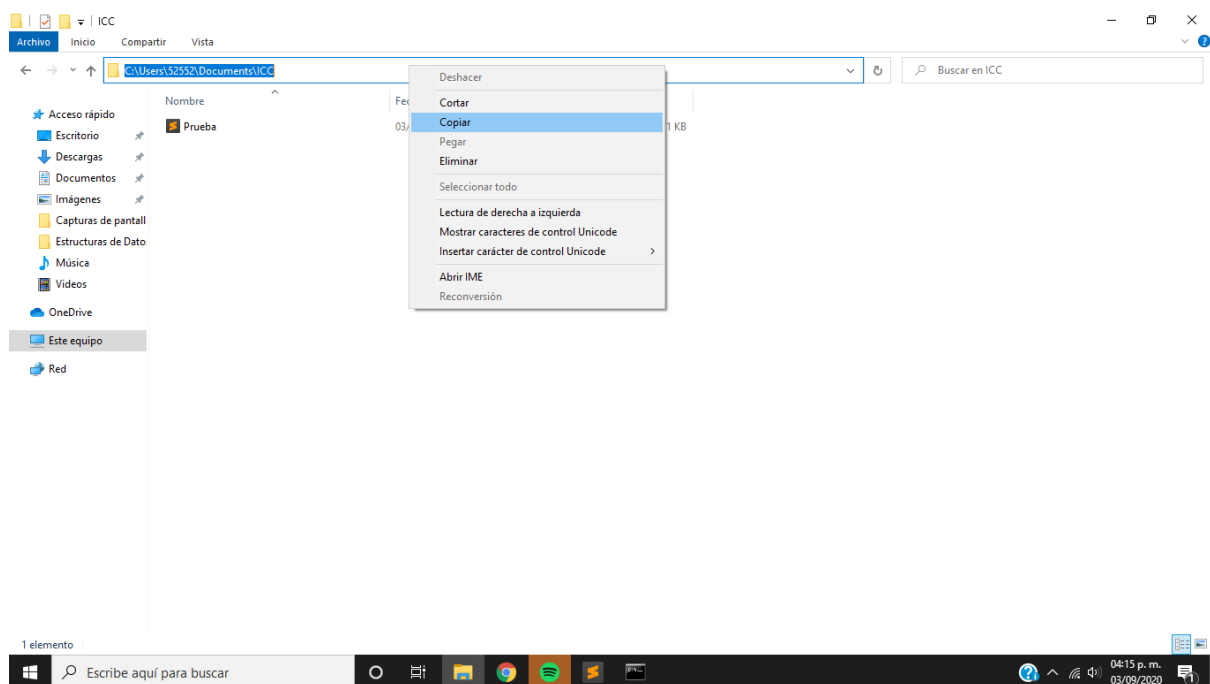 ICC
Archivo Inicio Compartir Vista
C:\Users\52552\Documents\ICC
Buscar en ICC
Nombre
Acceso rápido
Escritorio
Descargas
Documentos
Imágenes
Capturas de pantall
Estructuras de Dato
Música
Videos
OneDrive
Este equipo
Red
Prueba
03/
1 KB
Deshacer
Cortar
Copiar
Pegar
Eliminar
Seleccionar todo
Lectura de derecha a izquierda
Mostrar caracteres de control Unicode
Insertar carácter de control Unicode
Abrir IME
Reconversión
1 elemento
Escribe aquí para buscar
04:15 p. m.
03/09/2020
1